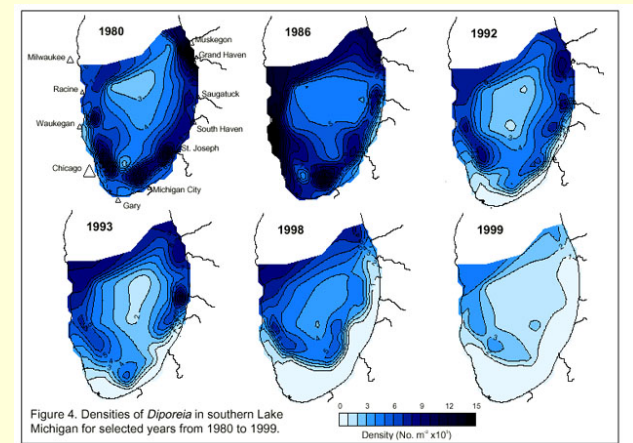 1980
1986
1992
Muskegon
Grand Haven
Milwaukee
Racine
Saugatuck
Waukegan
South Haven
St. Joseph
Chicago
Michigan City
Gary
1993
1998
1999
Figure 4. Densities of Diporeia in southern Lake
Michigan for selected years from 1980 to 1999.
0 3 6 9 12 15
Density (No. m⁻² x10³)